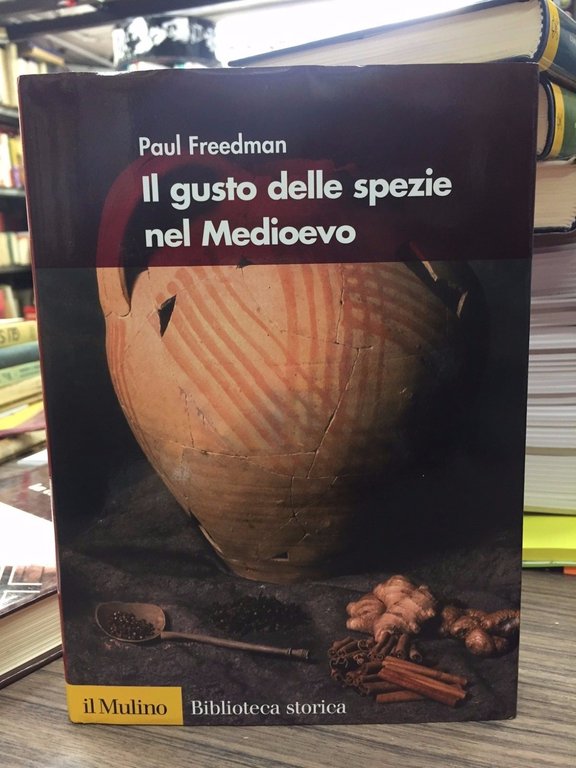 Paul Freedman
Il gusto delle spezie
nel Medioevo
il Mulino
Biblioteca storica